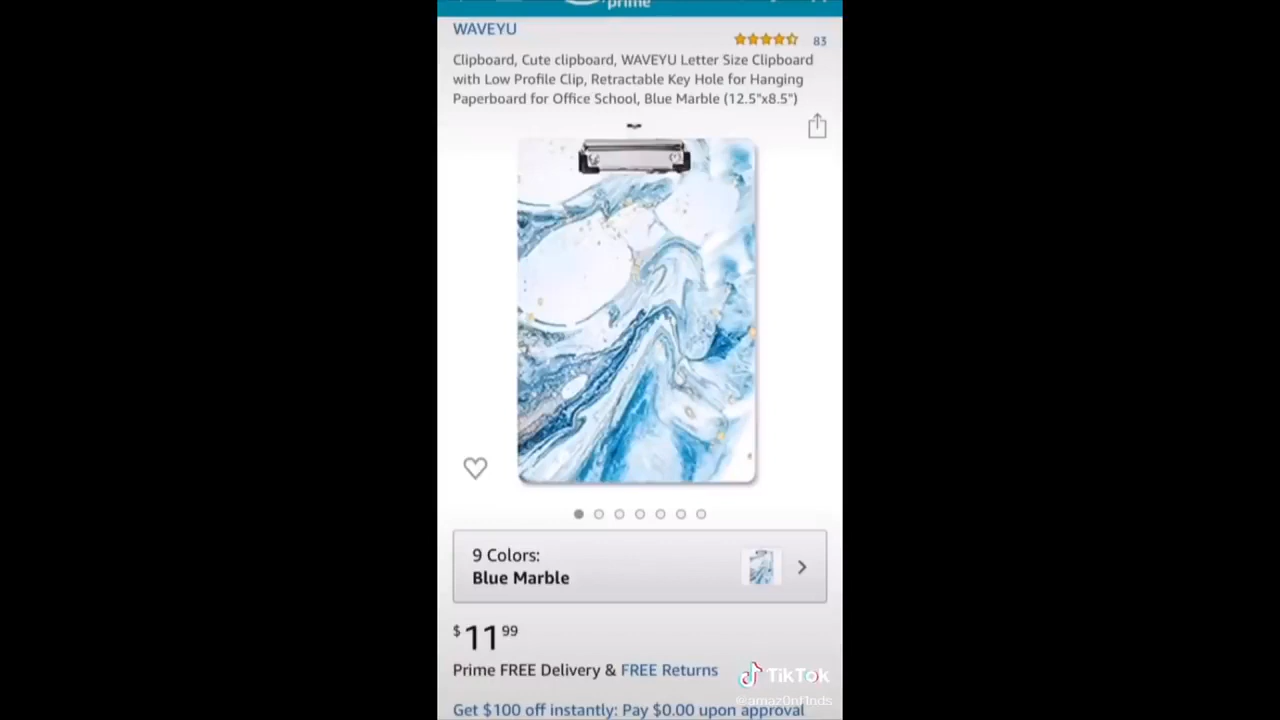 prime
WAVEYU
83
Clipboard, Cute clipboard, WAVEYU Letter Size Clipboard
with Low Profile Clip, Retractable Key Hole for Hanging
Paperboard for Office School, Blue Marble (12.5"x8.5")
9 Colors:
Blue Marble
$11 99
Prime FREE Delivery & FREE Returns
TikTok
@amaz0nf1nds
Get $100 off instantly: Pay $0.00 upon approval